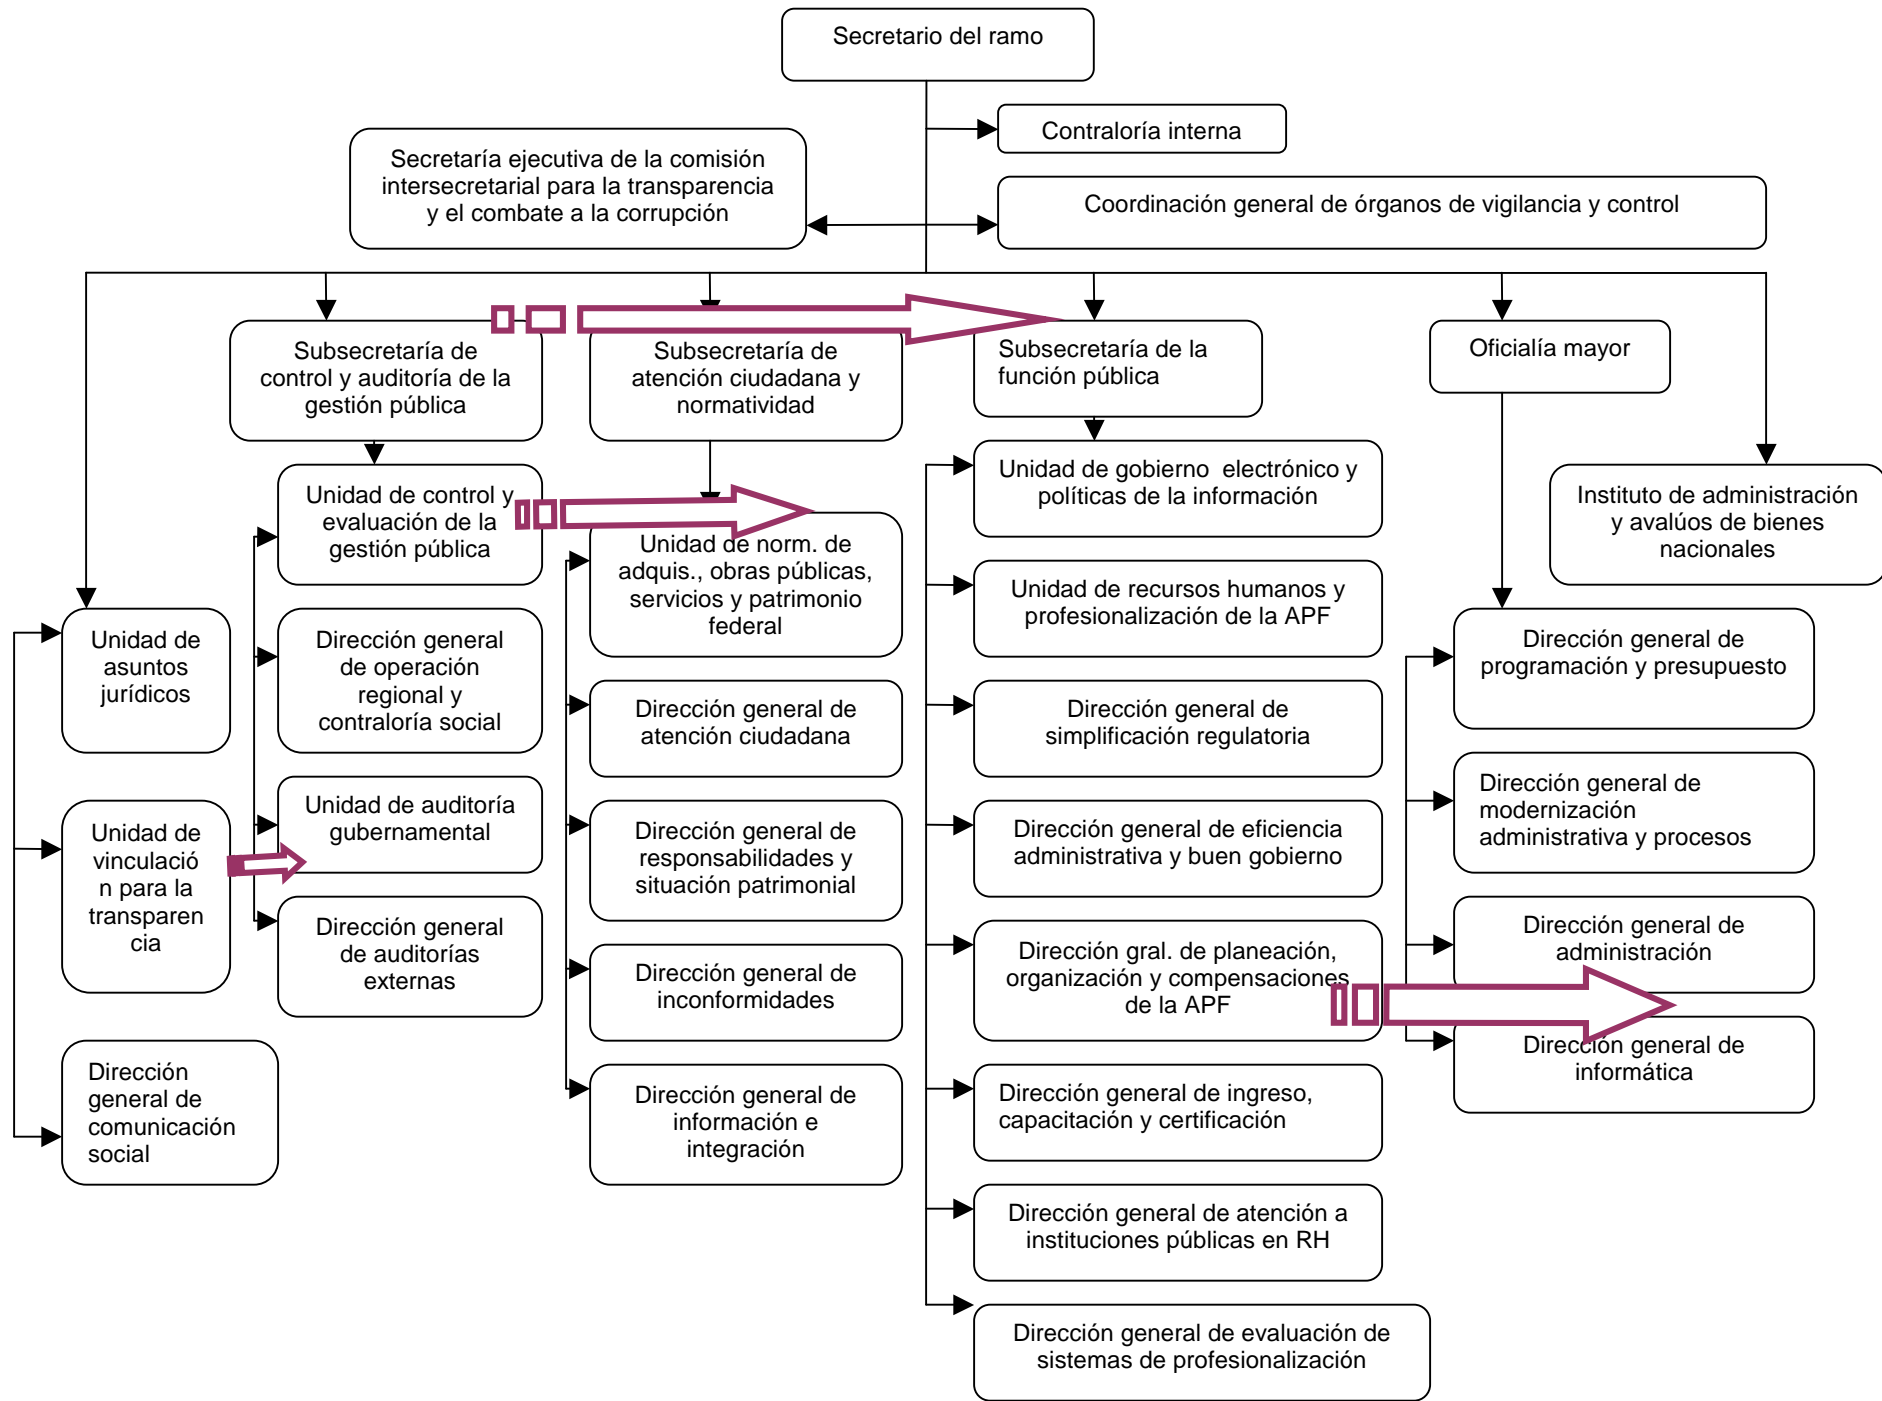 Secretario del ramo
Contraloría interna
Secretaría ejecutiva de la comisión
intersecretarial para la transparencia
y el combate a la corrupción
Coordinación general de órganos de vigilancia y control
Subsecretaría de
control y auditoría de la
gestión pública
Subsecretaría de
atención ciudadana y
normatividad
Subsecretaría de la
función pública
Oficialía mayor
Instituto de administración
y avalúos de bienes
nacionales
Unidad de
asuntos
jurídicos
Unidad de
vinculació
n para la
transparen
cia
Dirección
general de
comunicación
social
Unidad de control y
evaluación de la
gestión pública
Dirección general
de operación
regional y
contraloría social
Unidad de auditoría
gubernamental
Dirección general
de auditorías
externas
Unidad de norm. de
adquis., obras públicas,
servicios y patrimonio
federal
Dirección general de
atención ciudadana
Dirección general de
responsabilidades y
situación patrimonial
Dirección general de
inconformidades
Dirección general de
información e
integración
Unidad de gobierno  electrónico y
políticas de la información
Unidad de recursos humanos y
profesionalización de la APF
Dirección general de
simplificación regulatoria
Dirección general de eficiencia
administrativa y buen gobierno
Dirección gral. de planeación,
organización y compensaciones
de la APF
Dirección general de ingreso,
capacitación y certificación
Dirección general de atención a
instituciones públicas en RH
Dirección general de evaluación de
sistemas de profesionalización
Dirección general de
programación y presupuesto
Dirección general de
modernización
administrativa y procesos
Dirección general de
administración
Dirección general de
informática